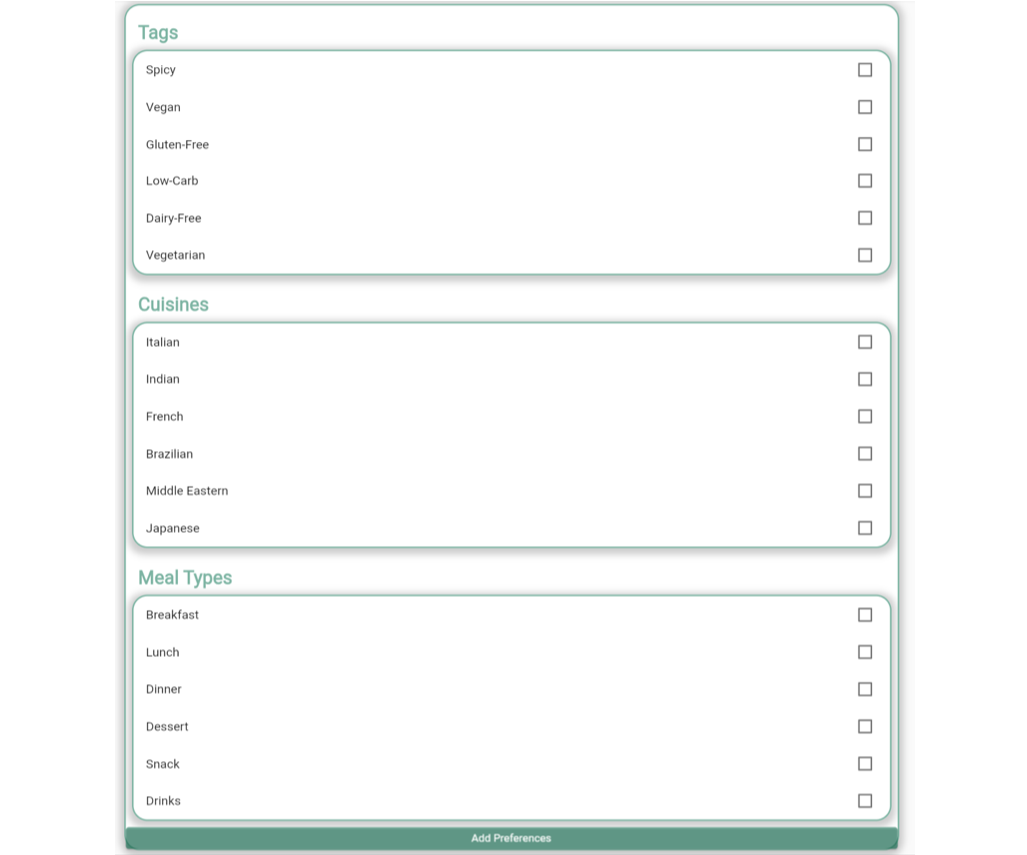 Tags
Spicy
Vegan
Gluten-Free
Low-Carb
Dairy-Free
Vegetarian
Cuisines
Italian
Indian
French
Brazilian
Middle Eastern
Japanese
Meal Types
Breakfast
Lunch
Dinner
Dessert
Snack
Drinks
Add Preferences